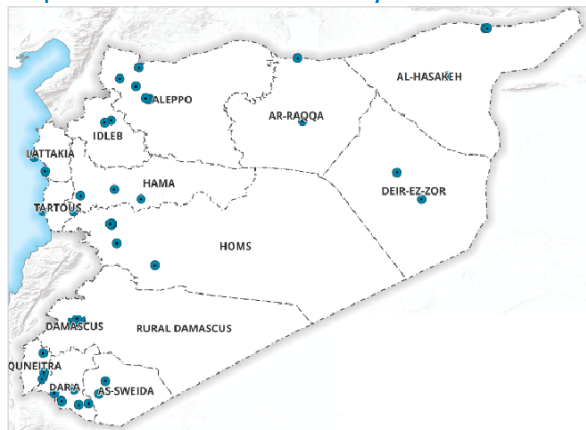 AL-HASAKEH
ALEPPO
AR-RAQQA
IDLEB
LATTAKIA
HAMA
DEIR-EZ-ZOR
TARTOUS
HOMS
DAMASCUS
RURAL DAMASCUS
QUNEITRA
DAR'A
AS-SWEIDA